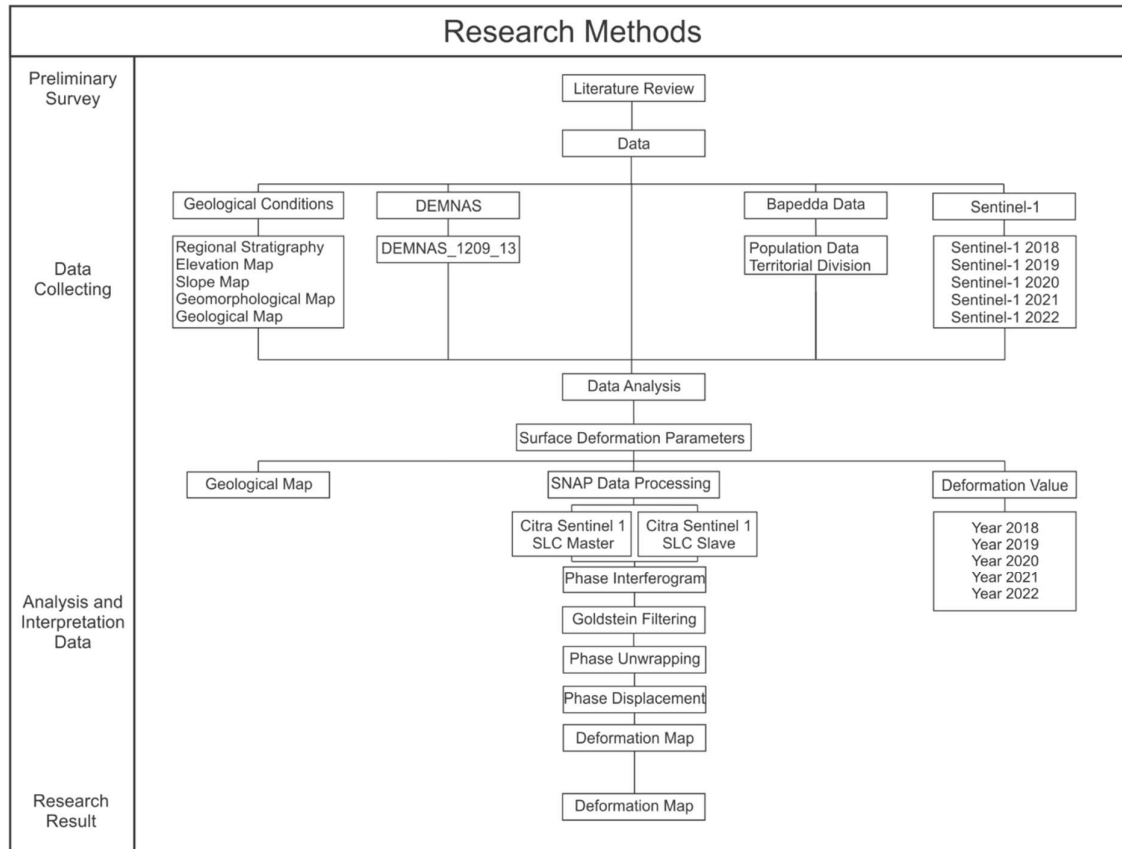 Research Methods
Preliminary
Survey
Literature Review
Data
Data
Collecting
Geological Conditions
DEMNAS
Bapedda Data
Sentinel-1
Regional Stratigraphy
Elevation Map
Slope Map
Geomorphological Map
Geological Map
DEMNAS_1209_13
Population Data
Territorial Division
Sentinel-1 2018
Sentinel-1 2019
Sentinel-1 2020
Sentinel-1 2021
Sentinel-1 2022
Data Analysis
Surface Deformation Parameters
Analysis and
Interpretation
Data
Geological Map
SNAP Data Processing
Deformation Value
Citra Sentinel 1
SLC Master
Citra Sentinel 1
SLC Slave
Year 2018
Year 2019
Year 2020
Year 2021
Year 2022
Phase Interferogram
Goldstein Filtering
Phase Unwrapping
Phase Displacement
Deformation Map
Research
Result
Deformation Map